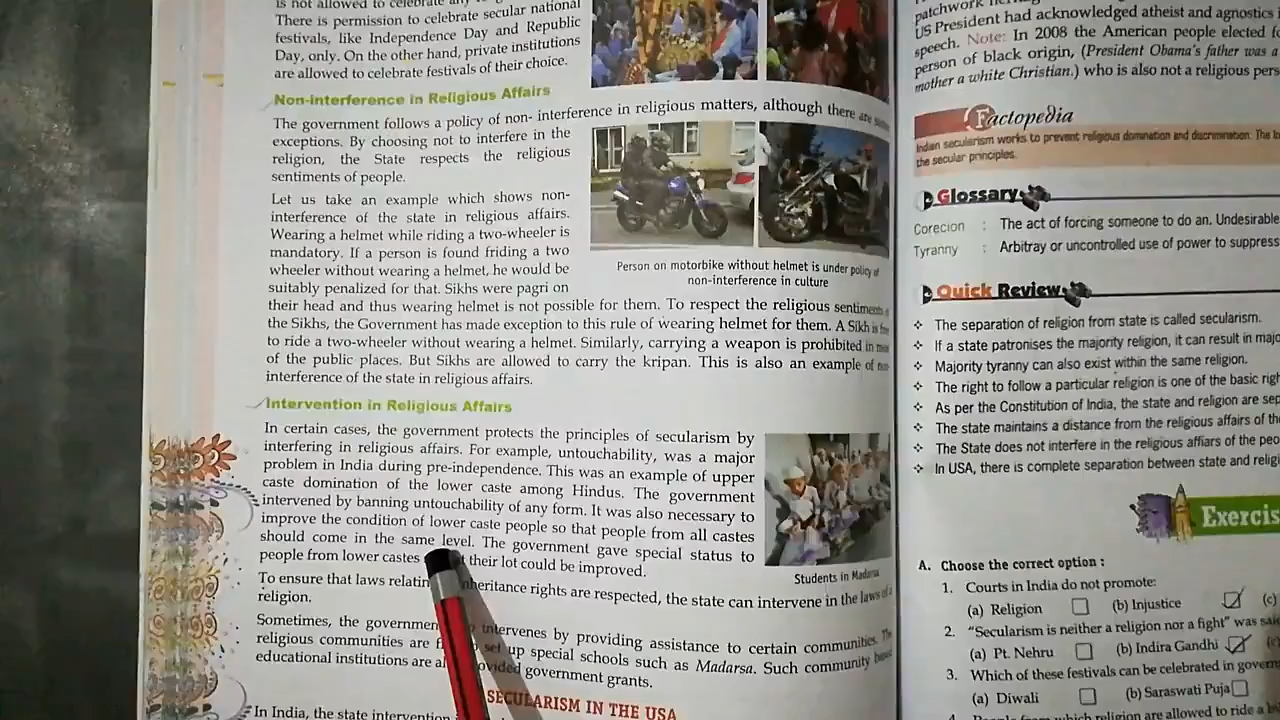 is not allowed to celebrate any
There is permission to celebrate secular national
festivals, like Independence Day and Republic
Day, only. On the other hand, private institutions
are allowed to celebrate festivals of their choice.
Non-interference in Religious Affairs
The government follows a policy of non- interference in religious matters, although there are
exceptions. By choosing not to interfere in the
religion, the State respects the religious
sentiments of people.
Let us take an example which shows non-
interference of the state in religious affairs.
Wearing a helmet while riding a two-wheeler is
mandatory. If a person is found friding a two
wheeler without wearing a helmet, he would be
suitably penalized for that. Sikhs were pagri on
their head and thus wearing helmet is not possible for them. To respect the religious sentiments
the Sikhs, the Government has made exception to this rule of wearing helmet for them. A Sikh is
to ride a two-wheeler without wearing a helmet. Similarly, carrying a weapon is prohibited in
of the public places. But Sikhs are allowed to carry the kripan. This is also an example of
interference of the state in religious affairs.
Person on motorbike without helmet is under policy of
non-interference in culture
Intervention in Religious Affairs
In certain cases, the government protects the principles of secularism by
interfering in religious affairs. For example, untouchability, was a major
problem in India during pre-independence. This was an example of upper
caste domination of the lower caste among Hindus. The government
intervened by banning untouchability of any form. It was also necessary to
improve the condition of lower caste people so that people from all castes
should come in the same level. The government gave special status to
people from lower castes their lot could be improved.
Students in Madarsa
To ensure that laws relating inheritance rights are respected, the state can intervene in the laws of
religion.
Sometimes, the government intervenes by providing assistance to certain communities. The
religious communities are set up special schools such as Madarsa. Such community based
educational institutions are provided government grants.
SECULARISM IN THE USA
In India, the state intervention
patchwork
US President had acknowledged atheist and agnostics
speech. Note: In 2008 the American people elected
person of black origin, (President Obama's father was a
mother a white Christian.) who is also not a religious
Factopedia
Indian secularism works to prevent religious domination and discrimination. The
the secular principles.
Glossary
Corecion : The act of forcing someone to do an. Undesirable
Tyranny : Arbitray or uncontrolled use of power to suppress
Quick Review
❖ The separation of religion from state is called secularism.
❖ If a state patronises the majority religion, it can result in
❖ Majority tyranny can also exist within the same religion.
❖ The right to follow a particular religion is one of the basic
❖ As per the Constitution of India, the state and religion are
❖ The state maintains a distance from the religious affairs of
❖ The State does not interfere in the religious affiars of the
❖ In USA, there is complete separation between state and
A. Choose the correct option :
1. Courts in India do not promote:
(a) Religion (b) Injustice (c)
2. "Secularism is neither a religion nor a fight" was
(a) Pt. Nehru (b) Indira Gandhi
3. Which of these festivals can be celebrated in
(a) Diwali (b) Saraswati Puja
which religion are allowed to ride a